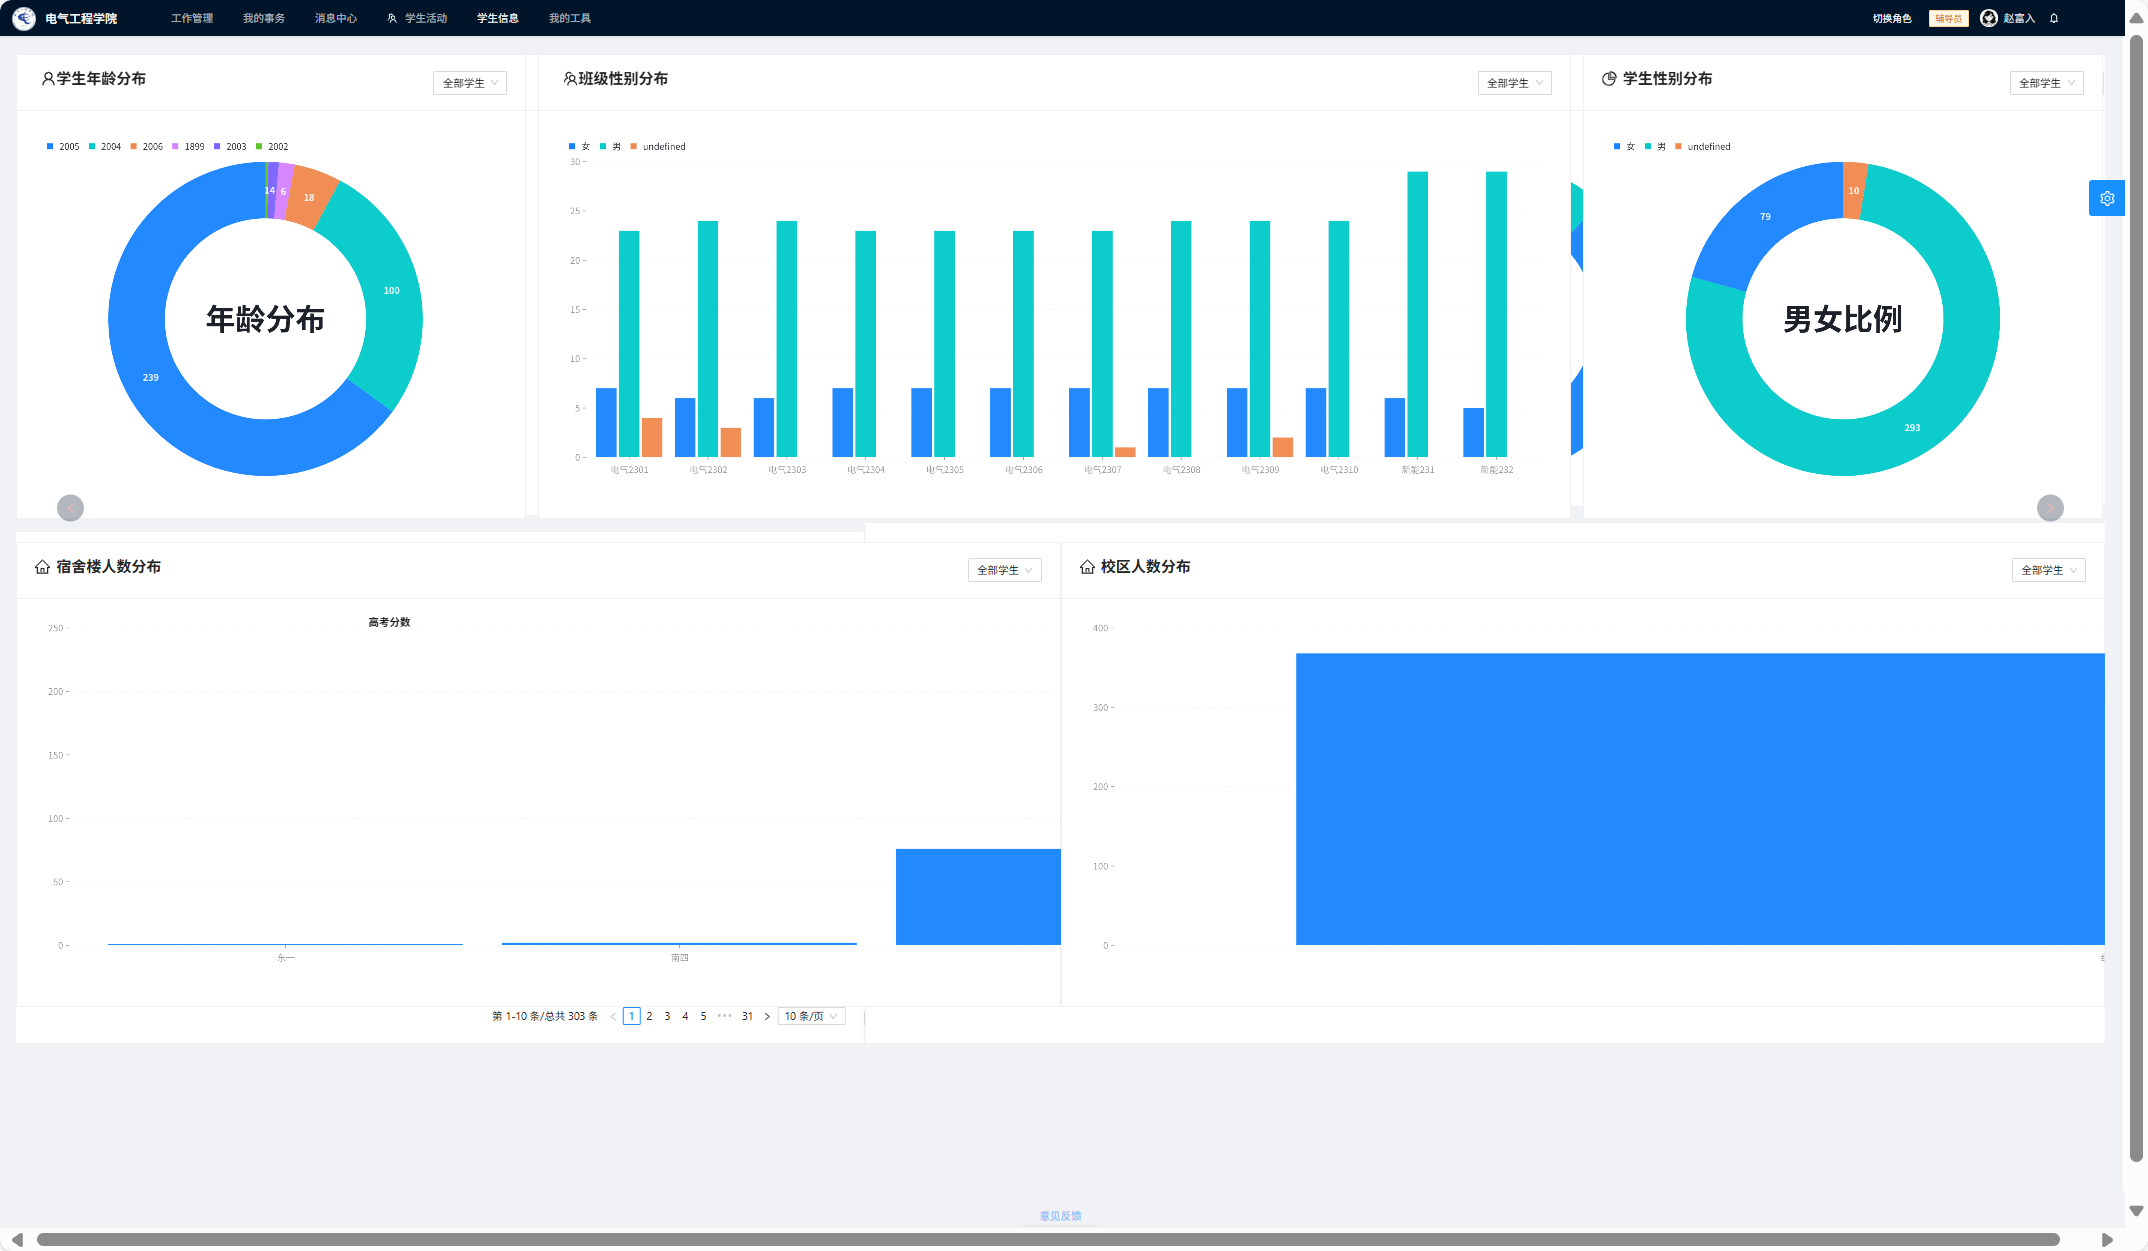 电气工程学院 工作管理 我的事务 消息中心 学生活动 学生信息 我的工具 切换角色 辅导员 赵富入
学生年龄分布 全部学生
2005 2004 2006 1899 2003 2002
14 6 18
100
年龄分布
239
班级性别分布 全部学生
女 男 undefined
30
25
20
15
10
5
0
电气2301 电气2302 电气2303 电气2304 电气2305 电气2306 电气2307 电气2308 电气2309 电气2310 新能231 新能232
学生性别分布 全部学生
女 男 undefined
10
79
男女比例
293
宿舍楼人数分布 全部学生
高考分数
250
200
150
100
50
0
东一 南四
校区人数分布 全部学生
400
300
200
100
0
第 1-10 条/总共 303 条 < 1 2 3 4 5 ••• 31 > 10 条/页
意见反馈